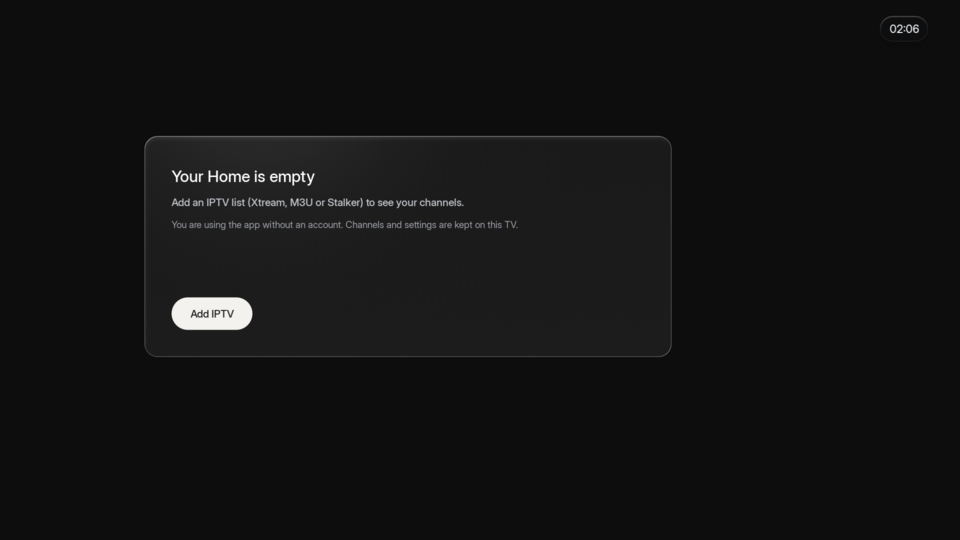 02:06
Your Home is empty
Add an IPTV list (Xtream, M3U or Stalker) to see your channels.
You are using the app without an account. Channels and settings are kept on this TV.
Add IPTV